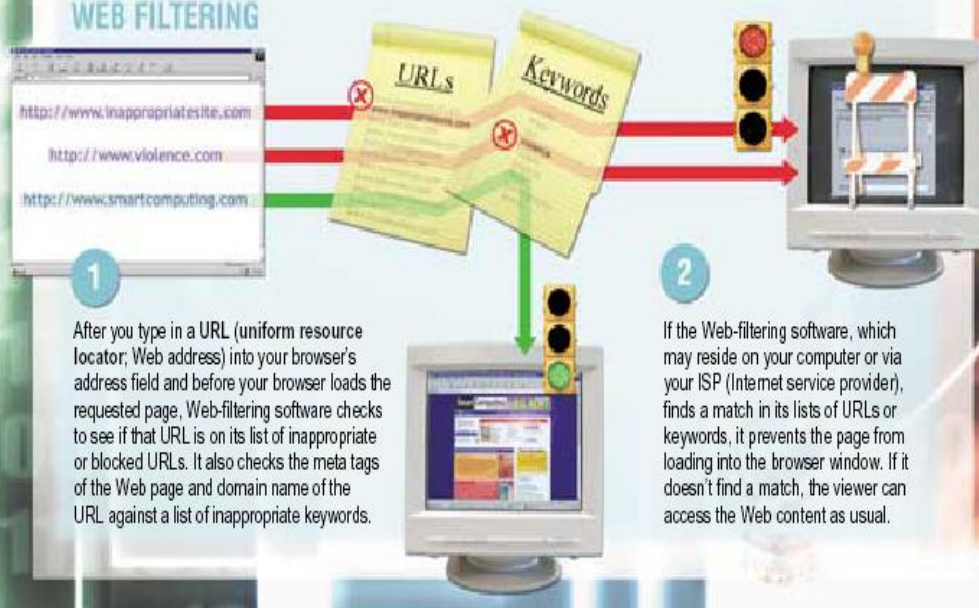 WEB FILTERING
http://www.inappropriatesite.com
http://www.violence.com
http://www.smartcomputing.com
URLs
Keywords
1
After you type in a URL (uniform resource
locator; Web address) into your browser's
address field and before your browser loads the
requested page, Web-filtering software checks
to see if that URL is on its list of inappropriate
or blocked URLs. It also checks the meta tags
of the Web page and domain name of the
URL against a list of inappropriate keywords.
2
If the Web-filtering software, which
may reside on your computer or via
your ISP (Internet service provider),
finds a match in its lists of URLs or
keywords, it prevents the page from
loading into the browser window. If it
doesn't find a match, the viewer can
access the Web content as usual.